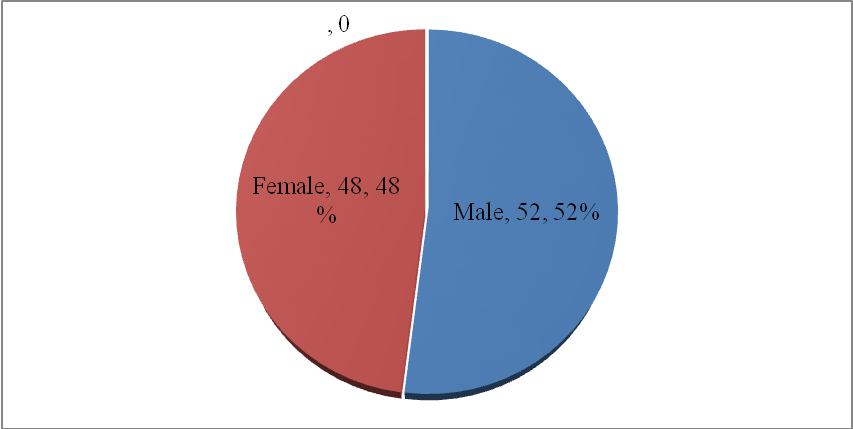 , 0
Female, 48, 48
%
Male, 52, 52%